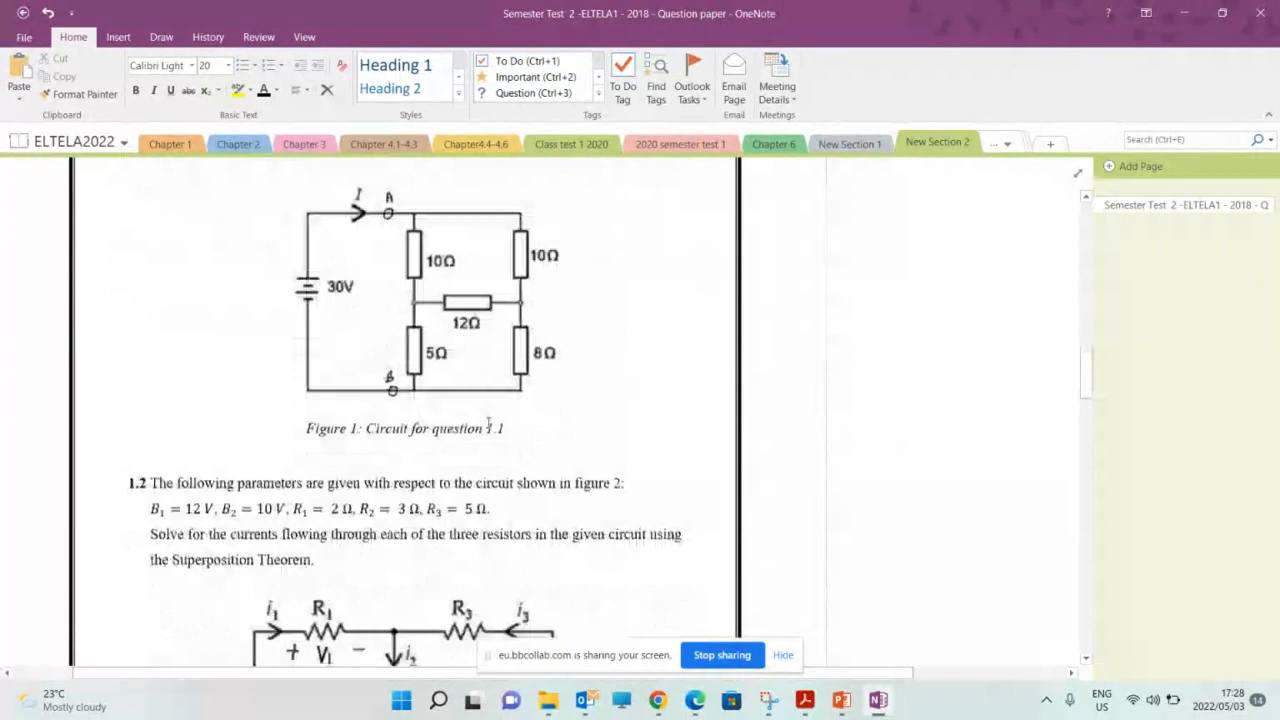 Semester Test 2 -ELTELA1 - 2018 - Question paper - OneNote
File Home Insert Draw History Review View
Paste
Cut
Copy
Format Painter
Clipboard
Calibri Light 20
B I U abc x₂ A
Basic Text
Heading 1
Heading 2
Styles
To Do (Ctrl+1)
Important (Ctrl+2)
Question (Ctrl+3)
To Do Tag
Find Tags
Outlook Tasks
Tags
Email Page
Email
Meeting Details
Meetings
ELTELA2022 Chapter 1 Chapter 2 Chapter 3 Chapter 4.1-4.3 Chapter4.4-4.6 Class test 1 2020 2020 semester test 1 Chapter 6 New Section 1 New Section 2 ... Search (Ctrl+E)
Add Page
Semester Test 2 -ELTELA1 - 2018 - Q
I A
10Ω 10Ω
30V
12Ω
5Ω 8Ω
B
Figure 1: Circuit for question 1.1
1.2 The following parameters are given with respect to the circuit shown in figure 2:
B₁ = 12 V, B₂ = 10 V, R₁ = 2 Ω, R₂ = 3 Ω, R₃ = 5 Ω.
Solve for the currents flowing through each of the three resistors in the given circuit using
the Superposition Theorem.
i₁ R₁ R₃ i₃
+ V₁ - i₂
eu.bbcollab.com is sharing your screen. Stop sharing Hide
23°C
Mostly cloudy
ENG
US
17:28
2022/05/03
14